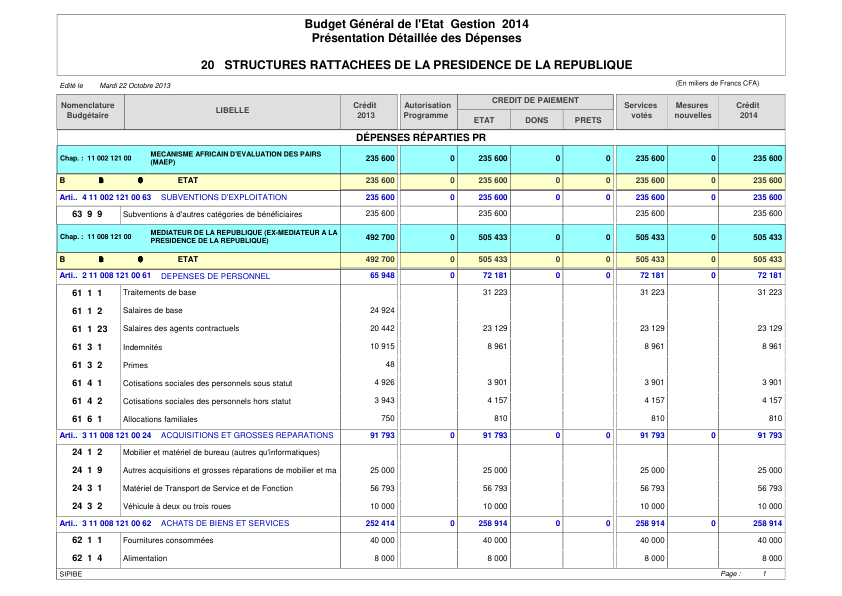 Budget Général de l'Etat Gestion 2014
Présentation Détaillée des Dépenses
20 STRUCTURES RATTACHEES DE LA PRESIDENCE DE LA REPUBLIQUE
Edité le Mardi 22 Octobre 2013 (En miliers de Francs CFA)
Nomenclature Budgétaire LIBELLE Crédit 2013 Autorisation Programme CREDIT DE PAIEMENT ETAT DONS PRETS Services votés Mesures nouvelles Crédit 2014
DÉPENSES RÉPARTIES PR
Chap. : 11 002 121 00 MECANISME AFRICAIN D'EVALUATION DES PAIRS (MAEP) 235 600 0 235 600 0 0 235 600 0 235 600
B ETAT 235 600 0 235 600 0 0 235 600 0 235 600
Arti.. 4 11 002 121 00 63 SUBVENTIONS D'EXPLOITATION 235 600 0 235 600 0 0 235 600 0 235 600
63 9 9 Subventions à d'autres catégories de bénéficiaires 235 600 235 600 235 600 235 600
Chap. : 11 008 121 00 MEDIATEUR DE LA REPUBLIQUE (EX-MEDIATEUR A LA PRESIDENCE DE LA REPUBLIQUE) 492 700 0 505 433 0 0 505 433 0 505 433
B ETAT 492 700 0 505 433 0 0 505 433 0 505 433
Arti.. 2 11 008 121 00 61 DEPENSES DE PERSONNEL 65 948 0 72 181 0 0 72 181 0 72 181
61 1 1 Traitements de base 31 223 31 223 31 223
61 1 2 Salaires de base 24 924
61 1 23 Salaires des agents contractuels 20 442 23 129 23 129 23 129
61 3 1 Indemnités 10 915 8 961 8 961 8 961
61 3 2 Primes 48
61 4 1 Cotisations sociales des personnels sous statut 4 926 3 901 3 901 3 901
61 4 2 Cotisations sociales des personnels hors statut 3 943 4 157 4 157 4 157
61 6 1 Allocations familiales 750 810 810 810
Arti.. 3 11 008 121 00 24 ACQUISITIONS ET GROSSES REPARATIONS 91 793 0 91 793 0 0 91 793 0 91 793
24 1 2 Mobilier et matériel de bureau (autres qu'informatiques)
24 1 9 Autres acquisitions et grosses réparations de mobilier et ma 25 000 25 000 25 000 25 000
24 3 1 Matériel de Transport de Service et de Fonction 56 793 56 793 56 793 56 793
24 3 2 Véhicule à deux ou trois roues 10 000 10 000 10 000 10 000
Arti.. 3 11 008 121 00 62 ACHATS DE BIENS ET SERVICES 252 414 0 258 914 0 0 258 914 0 258 914
62 1 1 Fournitures consommées 40 000 40 000 40 000 40 000
62 1 4 Alimentation 8 000 8 000 8 000 8 000
SIPIBE Page : 1